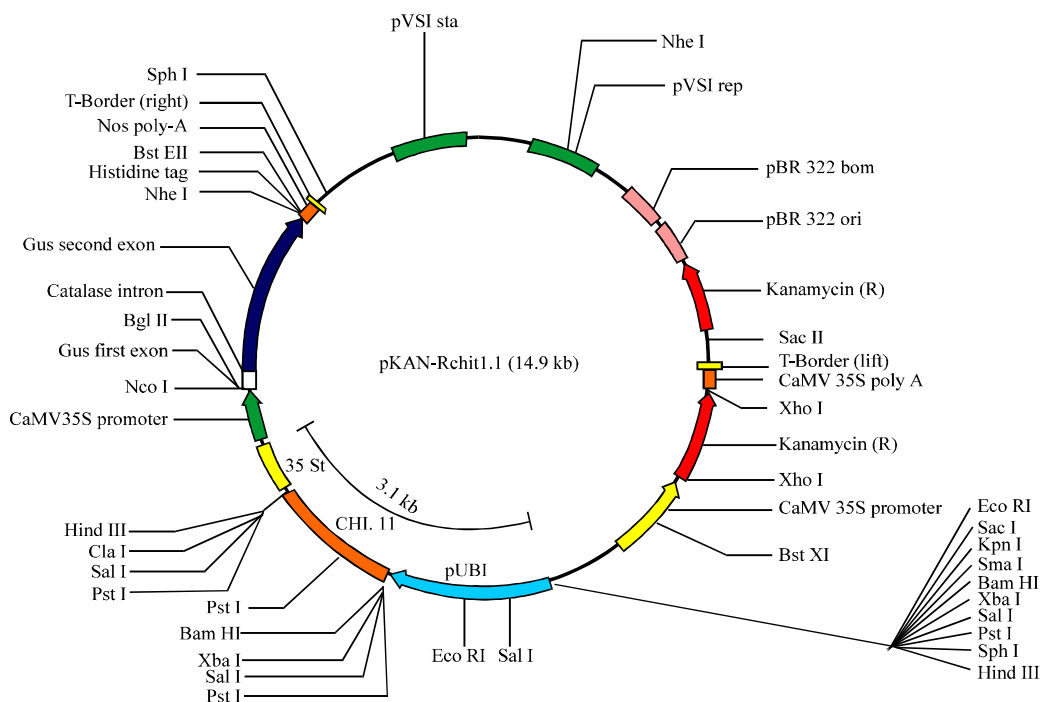 pVSI sta
Nhe I
pVSI rep
pBR 322 bom
pBR 322 ori
Kanamycin (R)
Sac II
T-Border (lift)
CaMV 35S poly A
Xho I
Kanamycin (R)
Xho I
CaMV 35S promoter
Bst XI
Eco RI
Sac I
Kpn I
Sma I
Bam HI
Xba I
Sal I
Pst I
Sph I
Hind III
Sph I
T-Border (right)
Nos poly-A
Bst EII
Histidine tag
Nhe I
Gus second exon
Catalase intron
Bgl II
Gus first exon
Nco I
CaMV35S promoter
Hind III
Cla I
Sal I
Pst I
Pst I
Bam HI
Xba I
Sal I
Pst I
Eco RI
Sal I
pUBI
CHI. 11
35 St
3.1 kb
pKAN-Rchit1.1 (14.9 kb)